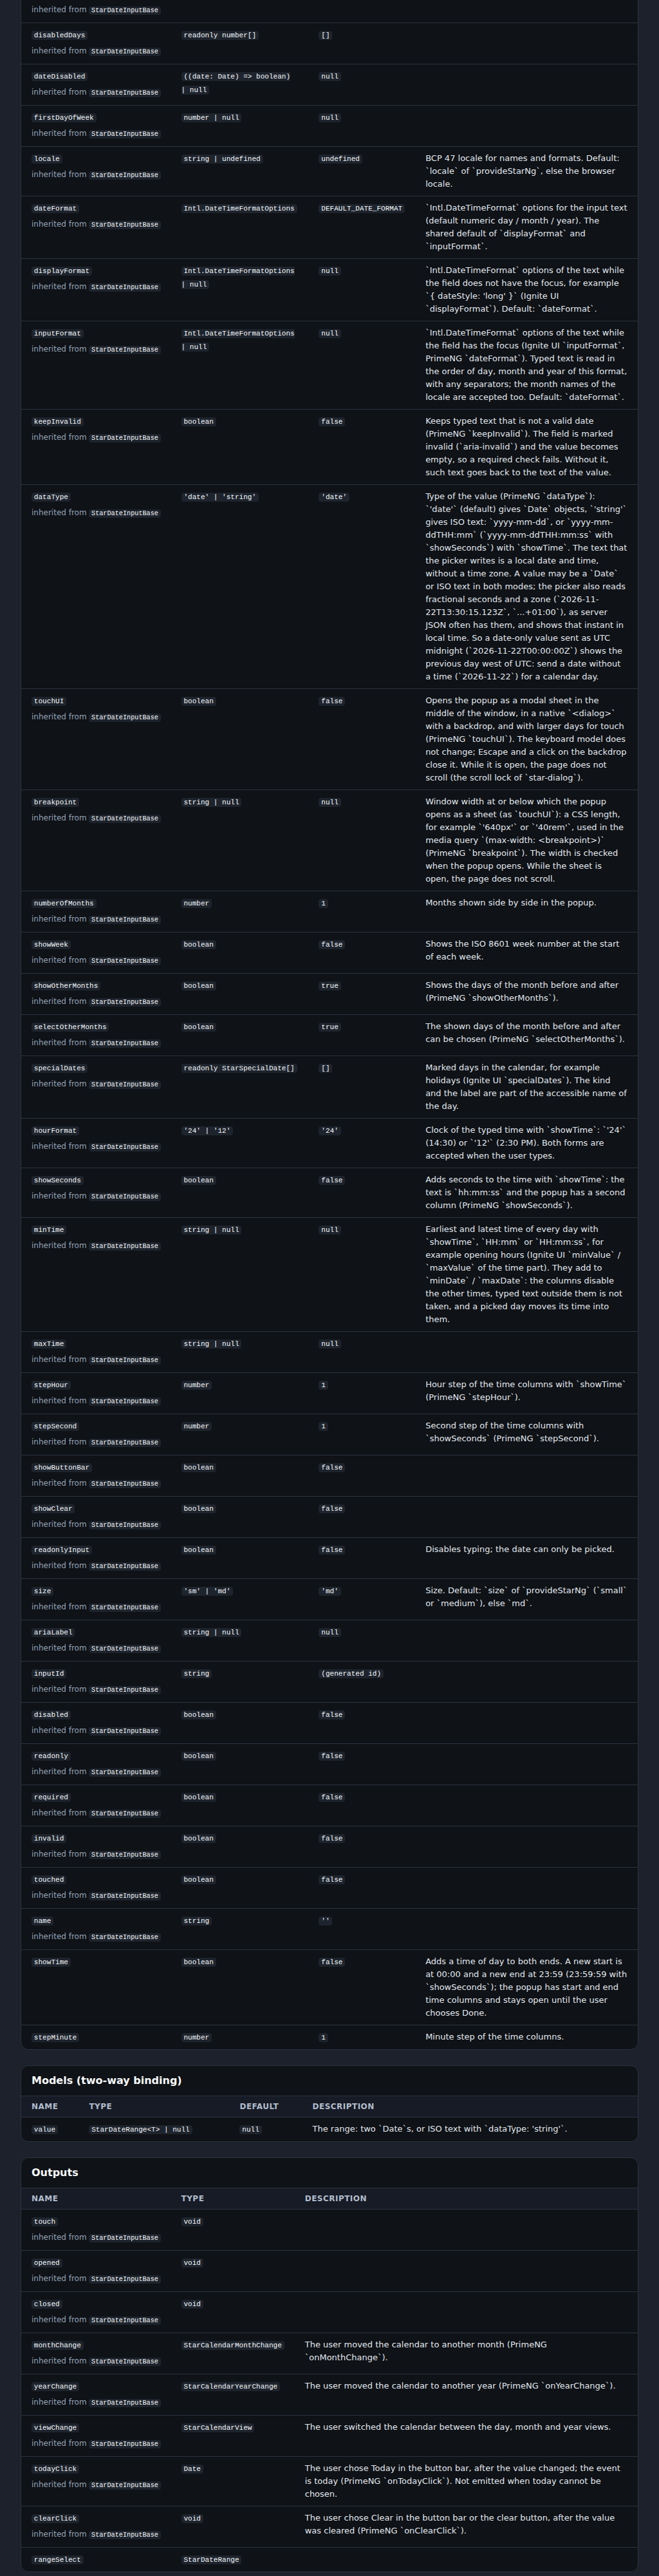 inherited from StarDateInputBase
disabledDays readonly number[] []
inherited from StarDateInputBase
dateDisabled ((date: Date) => boolean) null
inherited from StarDateInputBase | null
firstDayOfWeek number | null null
inherited from StarDateInputBase
locale string | undefined undefined BCP 47 locale for names and formats. Default:
inherited from StarDateInputBase `locale` of `provideStarNg`, else the browser
locale.
dateFormat Intl.DateTimeFormatOptions DEFAULT_DATE_FORMAT `Intl.DateTimeFormat` options for the input text
inherited from StarDateInputBase (default numeric day / month / year). The
shared default of `displayFormat` and
`inputFormat`.
displayFormat Intl.DateTimeFormatOptions null `Intl.DateTimeFormat` options of the text while
inherited from StarDateInputBase | null the field does not have the focus, for example
`{ dateStyle: 'long' }` (Ignite UI
`displayFormat`). Default: `dateFormat`.
inputFormat Intl.DateTimeFormatOptions null `Intl.DateTimeFormat` options of the text while
inherited from StarDateInputBase | null the field has the focus (Ignite UI `inputFormat`,
PrimeNG `dateFormat`). Typed text is read in
the order of day, month and year of this format,
with any separators; the month names of the
locale are accepted too. Default: `dateFormat`.
keepInvalid boolean false Keeps typed text that is not a valid date
inherited from StarDateInputBase (PrimeNG `keepInvalid`). The field is marked
invalid (`aria-invalid`) and the value becomes
empty, so a required check fails. Without it,
such text goes back to the text of the value.
dataType 'date' | 'string' 'date' Type of the value (PrimeNG `dataType`):
inherited from StarDateInputBase `'date'` (default) gives `Date` objects, `'string'`
gives ISO text: `yyyy-mm-dd`, or `yyyy-mm-
ddTHH:mm` (`yyyy-mm-ddTHH:mm:ss` with
`showSeconds`) with `showTime`. The text that
the picker writes is a local date and time,
without a time zone. A value may be a `Date`
or ISO text in both modes; the picker also reads
fractional seconds and a zone (`2026-11-
22T13:30:15.123Z`, `...+01:00`), as server
JSON often has them, and shows that instant in
local time. So a date-only value sent as UTC
midnight (`2026-11-22T00:00:00Z`) shows the
previous day west of UTC: send a date without
a time (`2026-11-22`) for a calendar day.
touchUI boolean false Opens the popup as a modal sheet in the
inherited from StarDateInputBase middle of the window, in a native `<dialog>`
with a backdrop, and with larger days for touch
(PrimeNG `touchUI`). The keyboard model does
not change; Escape and a click on the backdrop
close it. While it is open, the page does not
scroll (the scroll lock of `star-dialog`).
breakpoint string | null null Window width at or below which the popup
inherited from StarDateInputBase opens as a sheet (as `touchUI`): a CSS length,
for example `'640px'` or `'40rem'`, used in the
media query `(max-width: <breakpoint>)`
(PrimeNG `breakpoint`). The width is checked
when the popup opens. While the sheet is
open, the page does not scroll.
numberOfMonths number 1 Months shown side by side in the popup.
inherited from StarDateInputBase
showWeek boolean false Shows the ISO 8601 week number at the start
inherited from StarDateInputBase of each week.
showOtherMonths boolean true Shows the days of the month before and after
inherited from StarDateInputBase (PrimeNG `showOtherMonths`).
selectOtherMonths boolean true The shown days of the month before and after
inherited from StarDateInputBase can be chosen (PrimeNG `selectOtherMonths`).
specialDates readonly StarSpecialDate[] [] Marked days in the calendar, for example
inherited from StarDateInputBase holidays (Ignite UI `specialDates`). The kind
and the label are part of the accessible name of
the day.
hourFormat '24' | '12' '24' Clock of the typed time with `showTime`: `'24'`
inherited from StarDateInputBase (14:30) or `'12'` (2:30 PM). Both forms are
accepted when the user types.
showSeconds boolean false Adds seconds to the time with `showTime`: the
inherited from StarDateInputBase text is `hh:mm:ss` and the popup has a second
column (PrimeNG `showSeconds`).
minTime string | null null Earliest and latest time of every day with
inherited from StarDateInputBase `showTime`, `HH:mm` or `HH:mm:ss`, for
example opening hours (Ignite UI `minValue` /
`maxValue` of the time part). They add to
`minDate` / `maxDate`: the columns disable
the other times, typed text outside them is not
taken, and a picked day moves its time into
them.
maxTime string | null null
inherited from StarDateInputBase
stepHour number 1 Hour step of the time columns with `showTime`
inherited from StarDateInputBase (PrimeNG `stepHour`).
stepSecond number 1 Second step of the time columns with
inherited from StarDateInputBase `showSeconds` (PrimeNG `stepSecond`).
showButtonBar boolean false
inherited from StarDateInputBase
showClear boolean false
inherited from StarDateInputBase
readonlyInput boolean false Disables typing; the date can only be picked.
inherited from StarDateInputBase
size 'sm' | 'md' 'md' Size. Default: `size` of `provideStarNg` (`small`
inherited from StarDateInputBase or `medium`), else `md`.
ariaLabel string | null null
inherited from StarDateInputBase
inputId string (generated id)
inherited from StarDateInputBase
disabled boolean false
inherited from StarDateInputBase
readonly boolean false
inherited from StarDateInputBase
required boolean false
inherited from StarDateInputBase
invalid boolean false
inherited from StarDateInputBase
touched boolean false
inherited from StarDateInputBase
name string ''
inherited from StarDateInputBase
showTime boolean false Adds a time of day to both ends. A new start is
at 00:00 and a new end at 23:59 (23:59:59 with
`showSeconds`); the popup has start and end
time columns and stays open until the user
chooses Done.
stepMinute number 1 Minute step of the time columns.
Models (two-way binding)
NAME TYPE DEFAULT DESCRIPTION
value StarDateRange<T> | null null The range: two `Date`s, or ISO text with `dataType: 'string'`.
Outputs
NAME TYPE DESCRIPTION
touch void
inherited from StarDateInputBase
opened void
inherited from StarDateInputBase
closed void
inherited from StarDateInputBase
monthChange StarCalendarMonthChange The user moved the calendar to another month (PrimeNG
inherited from StarDateInputBase `onMonthChange`).
yearChange StarCalendarYearChange The user moved the calendar to another year (PrimeNG `onYearChange`).
inherited from StarDateInputBase
viewChange StarCalendarView The user switched the calendar between the day, month and year views.
inherited from StarDateInputBase
todayClick Date The user chose Today in the button bar, after the value changed; the event
inherited from StarDateInputBase is today (PrimeNG `onTodayClick`). Not emitted when today cannot be
chosen.
clearClick void The user chose Clear in the button bar or the clear button, after the value
inherited from StarDateInputBase was cleared (PrimeNG `onClearClick`).
rangeSelect StarDateRange